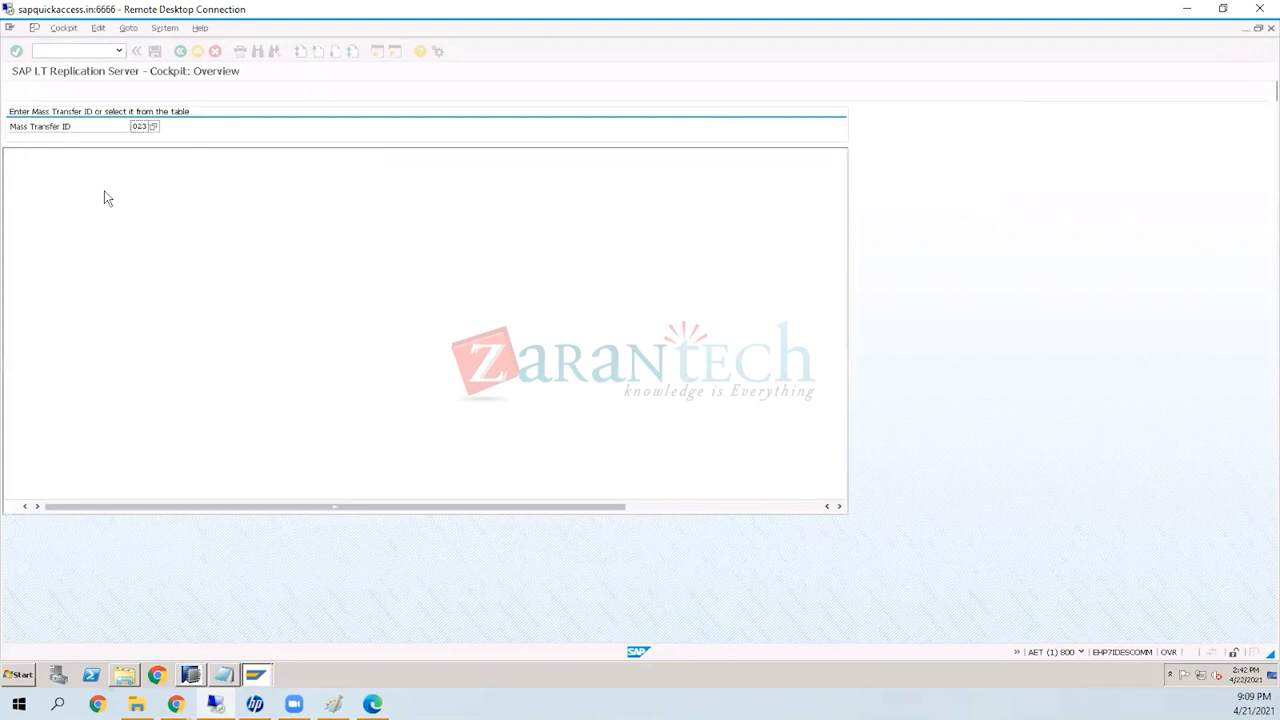 sapquickaccess.in:6666 - Remote Desktop Connection
Cockpit Edit Goto System Help
SAP LT Replication Server - Cockpit: Overview
Enter Mass Transfer ID or select it from the table
Mass Transfer ID 023
ZaranTech
knowledge is Everything
SAP
AET (1) 800 EHP7IDESCOMM OVR
Start
2:42 PM
4/22/2021
9:09 PM
4/21/2021